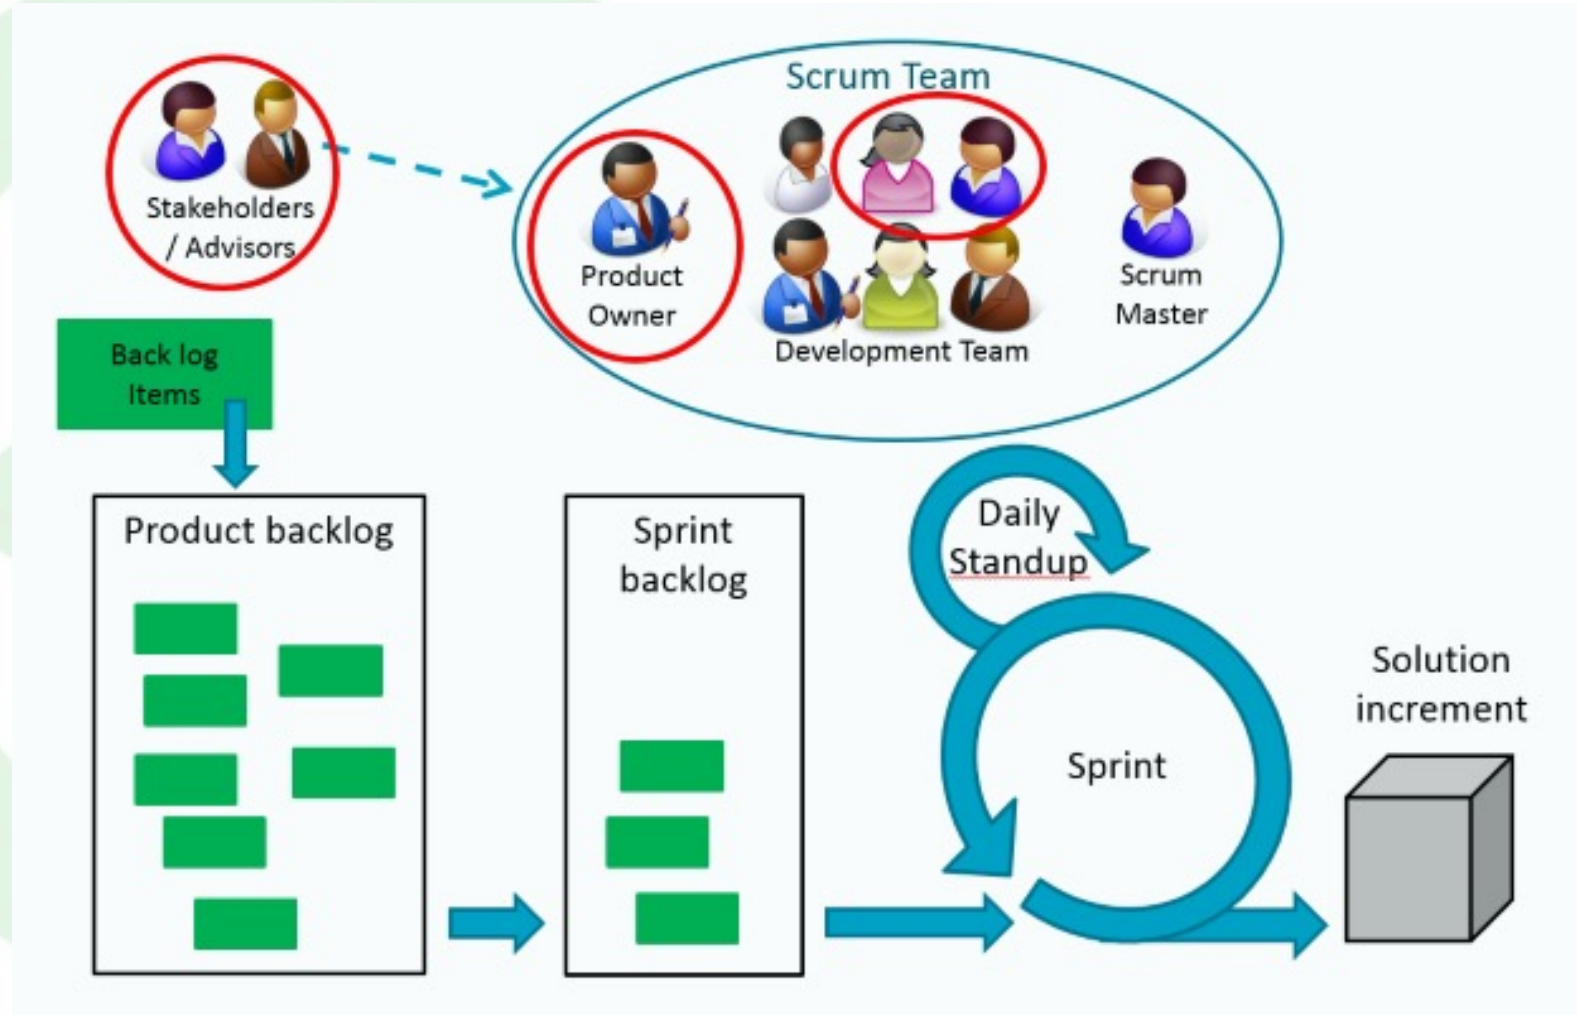 Scrum Team
Stakeholders
/ Advisors
Product
Owner
Development Team
Scrum
Master
Back log
Items
Product backlog
Sprint
backlog
Daily
Standup
Sprint
Solution
increment